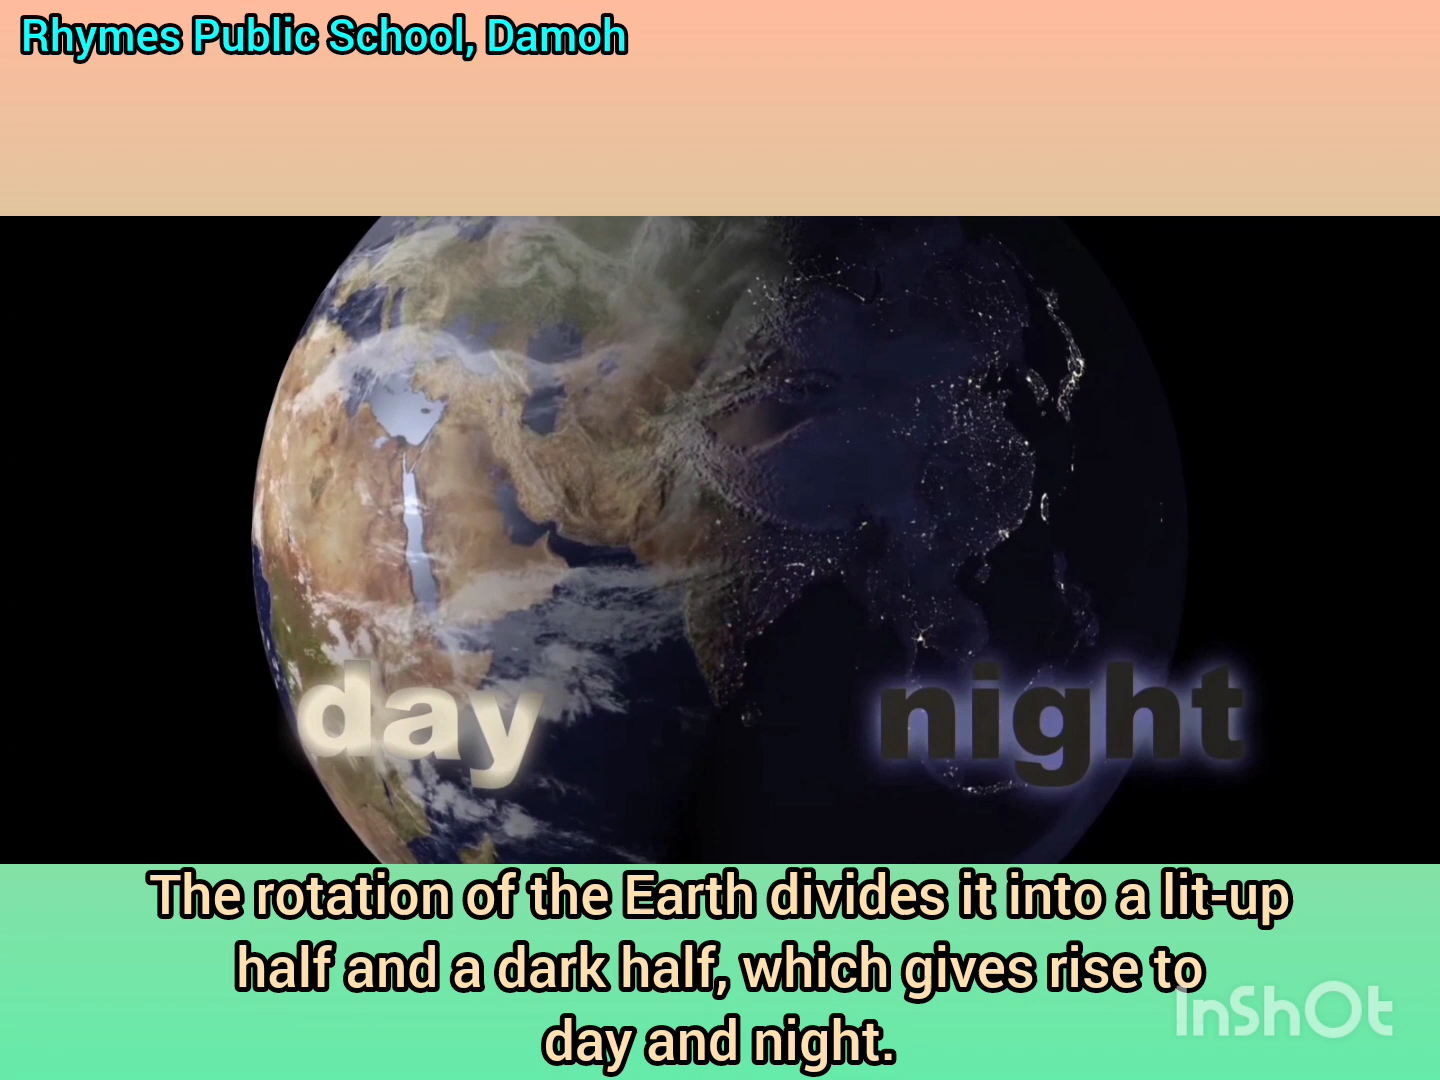 Rhymes Public School, Damoh
day
night
The rotation of the Earth divides it into a lit-up
half and a dark half, which gives rise to
day and night.
InShOt